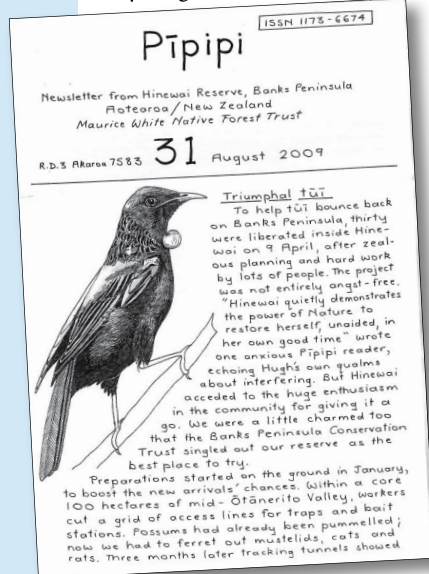 ISSN 1173-6674
Pīpipi
Newsletter from Hinewai Reserve, Banks Peninsula
Aotearoa/New Zealand
Maurice White Native Forest Trust
R.D.3 Akaroa 7583 31 August 2009
Triumphal tūī
To help tūī bounce back
on Banks Peninsula, thirty
were liberated inside Hine-
wai on 9 April, after zeal-
ous planning and hard work
by lots of people. The project
was not entirely angst-free.
"Hinewai quietly demonstrates
the power of Nature to
restore herself, unaided, in
her own good time" wrote
one anxious Pīpipi reader,
echoing Hugh's own qualms
about interfering. But Hinewai
acceded to the huge enthusiasm
in the community for giving it a
go. We were a little charmed too
that the Banks Peninsula Conservation
Trust singled out our reserve as the
best place to try.
Preparations started on the ground in January,
to boost the new arrivals' chances. Within a core
100 hectares of mid-Ōtānerito Valley, workers
cut a grid of access lines for traps and bait
stations. Possums had already been pummelled;
now we had to ferret out mustelids, cats and
rats. Three months later tracking tunnels showed